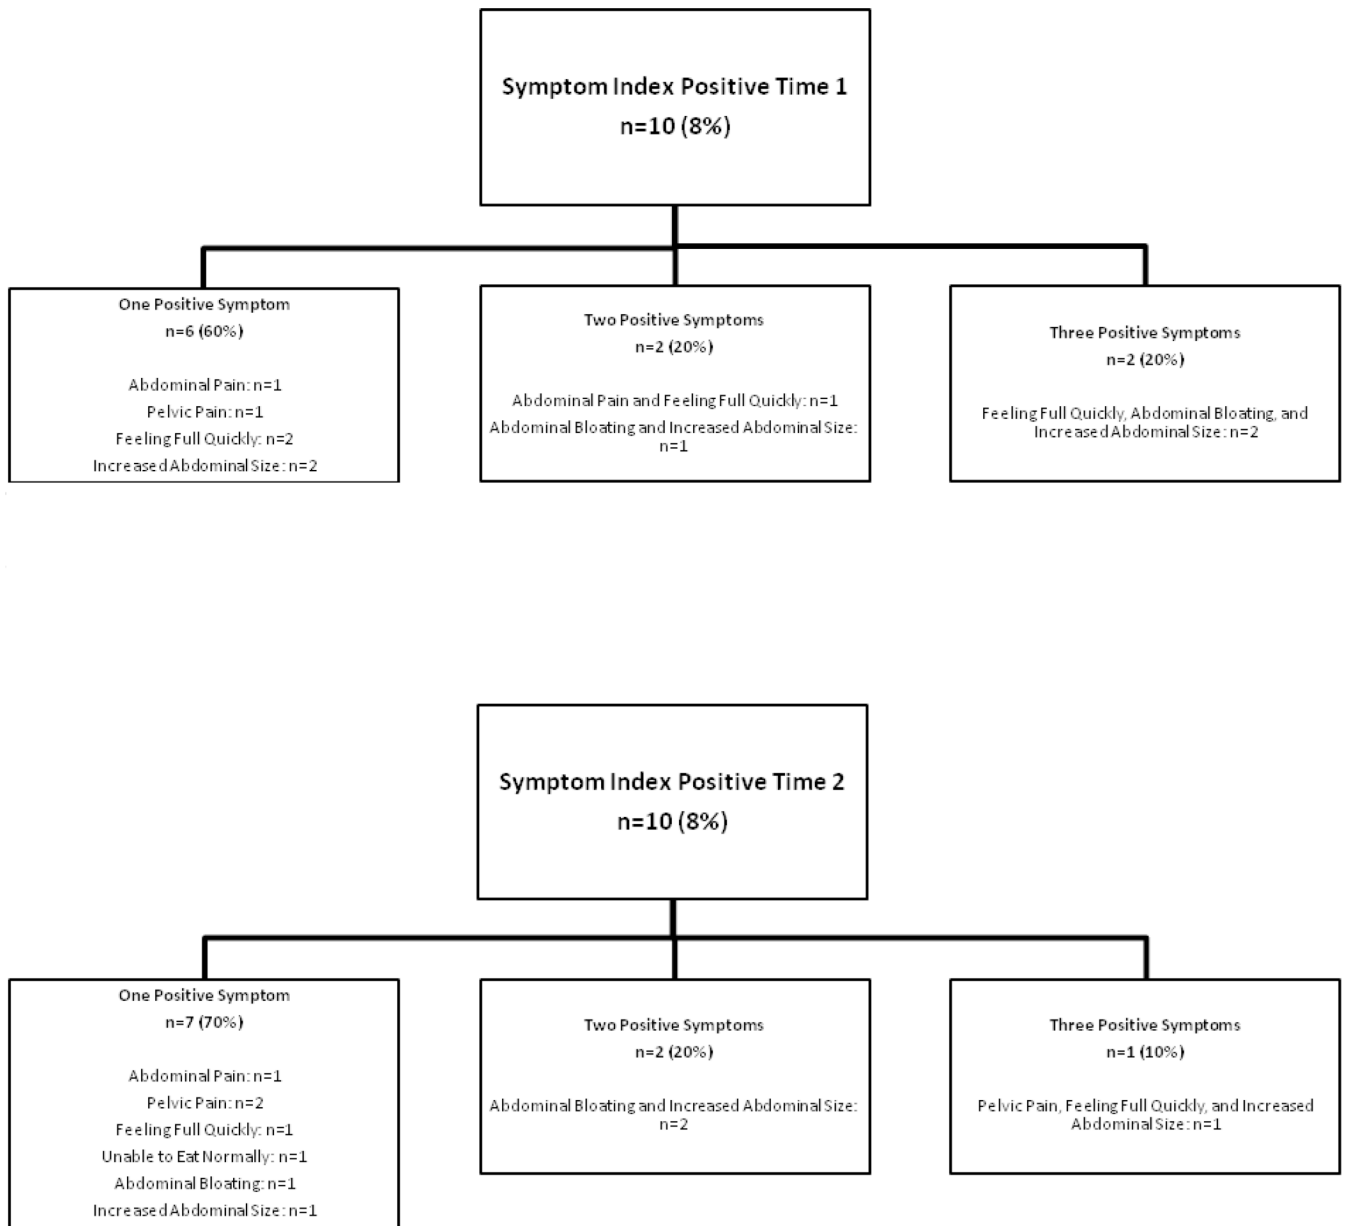 Symptom Index Positive Time 1
n=10 (8%)
One Positive Symptom
n=6 (60%)
Abdominal Pain: n=1
Pelvic Pain: n=1
Feeling Full Quickly: n=2
Increased Abdominal Size: n=2
Two Positive Symptoms
n=2 (20%)
Abdominal Pain and Feeling Full Quickly: n=1
Abdominal Bloating and Increased Abdominal Size:
n=1
Three Positive Symptoms
n=2 (20%)
Feeling Full Quickly, Abdominal Bloating, and
Increased Abdominal Size: n=2
Symptom Index Positive Time 2
n=10 (8%)
One Positive Symptom
n=7 (70%)
Abdominal Pain: n=1
Pelvic Pain: n=2
Feeling Full Quickly: n=1
Unable to Eat Normally: n=1
Abdominal Bloating: n=1
Increased Abdominal Size: n=1
Two Positive Symptoms
n=2 (20%)
Abdominal Bloating and Increased Abdominal Size:
n=2
Three Positive Symptoms
n=1 (10%)
Pelvic Pain, Feeling Full Quickly, and Increased
Abdominal Size: n=1